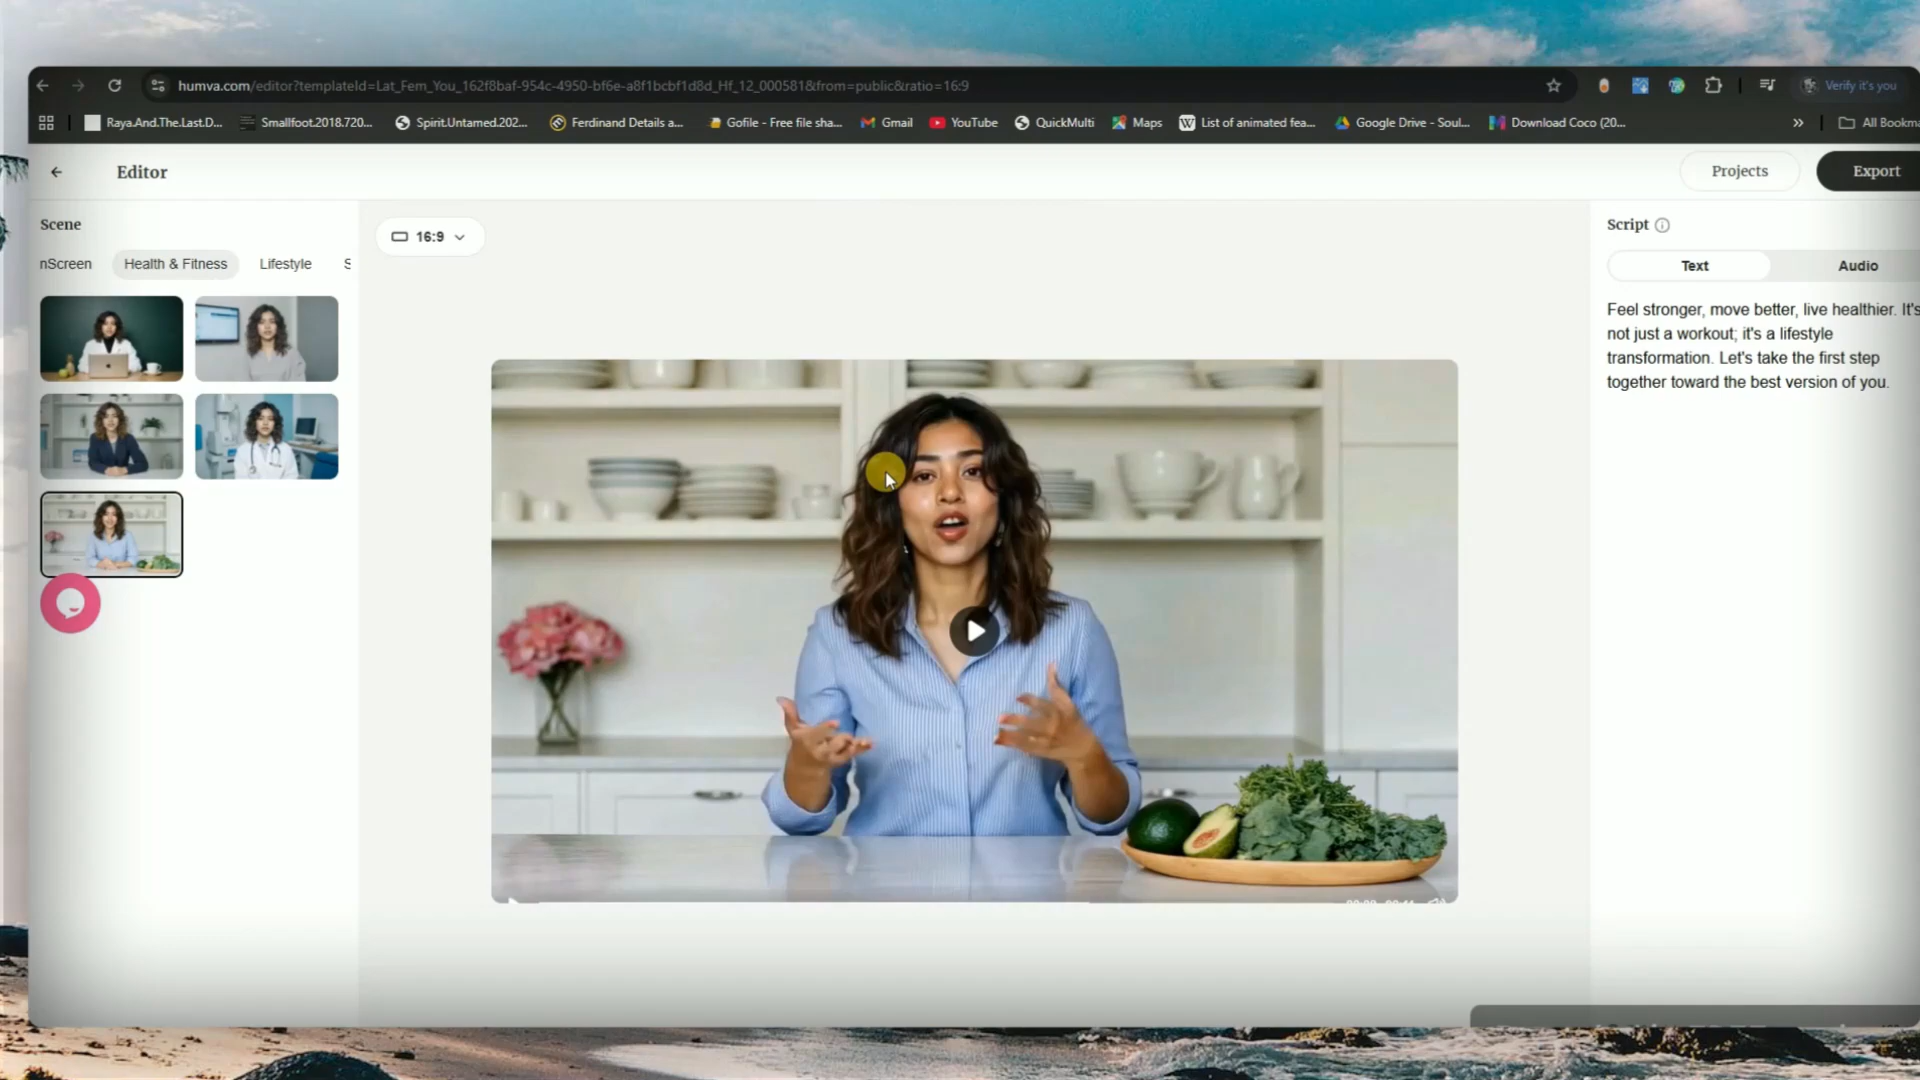 humva.com/editor?templateId=Lat_Fem_You_162f8baf-954c-4950-bf6e-a8f1bcbf1d8d_Hf_12_000581&from=public&ratio=16:9
Verify it's you
Raya.And.The.Last.D...
Smallfoot.2018.720...
Spirit.Untamed.202...
Ferdinand Details a...
Gofile - Free file sha...
Gmail
YouTube
QuickMulti
Maps
List of animated fea...
Google Drive - Soul...
Download Coco (20...
»
All Bookma
Editor
Projects
Export
Scene
nScreen
Health & Fitness
Lifestyle
S
16:9
Script
Text
Audio
Feel stronger, move better, live healthier. It's
not just a workout; it's a lifestyle
transformation. Let's take the first step
together toward the best version of you.